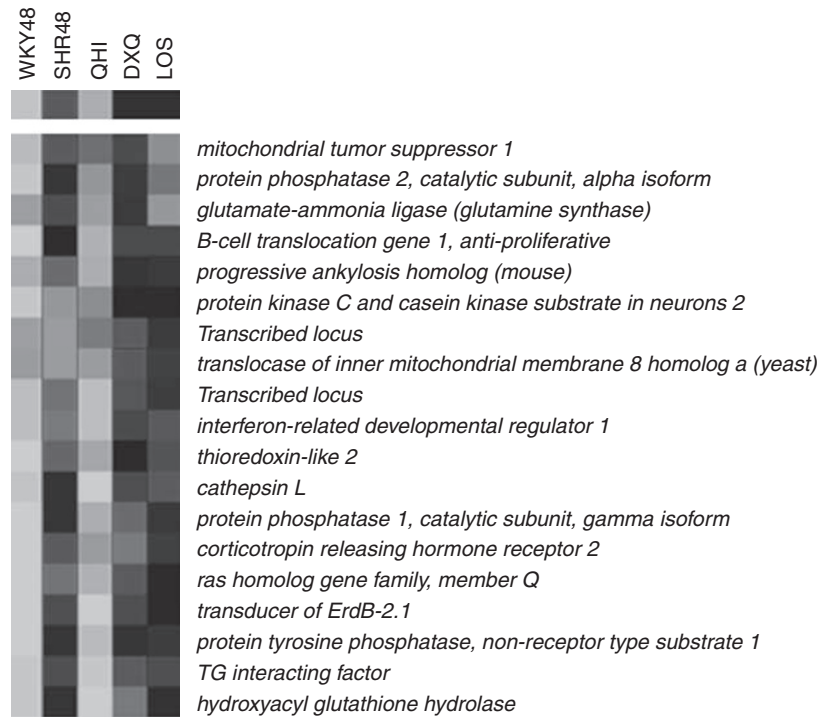 WKY48
SHR48
QHI
DXQ
LOS
mitochondrial tumor suppressor 1
protein phosphatase 2, catalytic subunit, alpha isoform
glutamate-ammonia ligase (glutamine synthase)
B-cell translocation gene 1, anti-proliferative
progressive ankylosis homolog (mouse)
protein kinase C and casein kinase substrate in neurons 2
Transcribed locus
translocase of inner mitochondrial membrane 8 homolog a (yeast)
Transcribed locus
interferon-related developmental regulator 1
thioredoxin-like 2
cathepsin L
protein phosphatase 1, catalytic subunit, gamma isoform
corticotropin releasing hormone receptor 2
ras homolog gene family, member Q
transducer of ErdB-2.1
protein tyrosine phosphatase, non-receptor type substrate 1
TG interacting factor
hydroxyacyl glutathione hydrolase